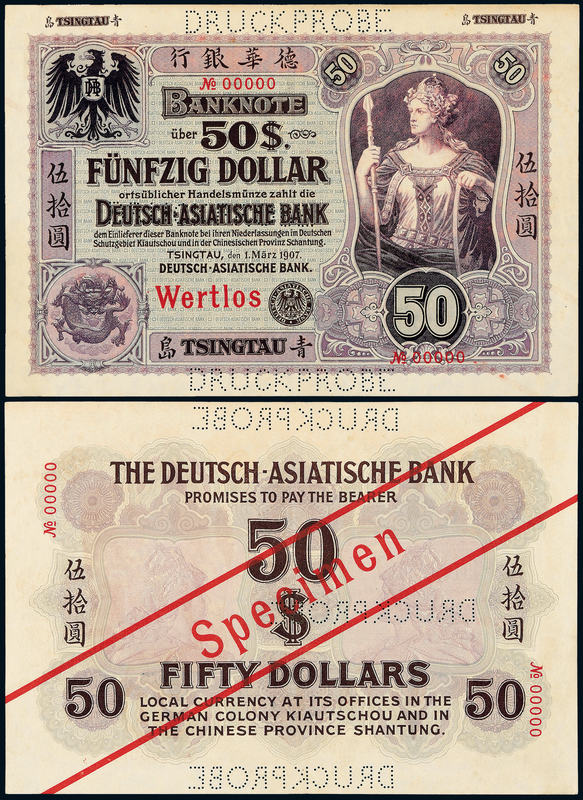 DRUCKPROBE
島 TSINGTAU 青
島 TSINGTAU 青
行銀華德
№ 00000
50
50
DAB
BANKNOTE
über 50 $.
FÜNFZIG DOLLAR
ortsüblicher Handelsmünze zahlt die
DEUTSCH-ASIATISCHE BANK
dem Einlieferer dieser Banknote bei ihren Niederlassungen im Deutschen
Schutzgebiet Kiautschou und in der Chinesischen Provinz Schantung.
TSINGTAU, den 1. März 1907.
DEUTSCH-ASIATISCHE BANK.
伍拾圓
伍拾圓
Wertlos
50
№ 00000
島 TSINGTAU 青
DRUCKPROBE
DRUCKPROBE
THE DEUTSCH-ASIATISCHE BANK
PROMISES TO PAY THE BEARER
№ 00000
50
$
Specimen
DRUCKPROBE
伍拾圓
伍拾圓
FIFTY DOLLARS
50
50
LOCAL CURRENCY AT ITS OFFICES IN THE
GERMAN COLONY KIAUTSCHOU AND IN
THE CHINESE PROVINCE SHANTUNG.
№ 00000
DRUCKPROBE